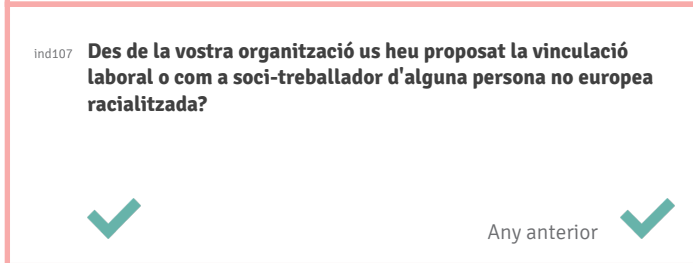 ind107 Des de la vostra organització us heu proposat la vinculació
laboral o com a soci-treballador d'alguna persona no europea
racialitzada?
Any anterior